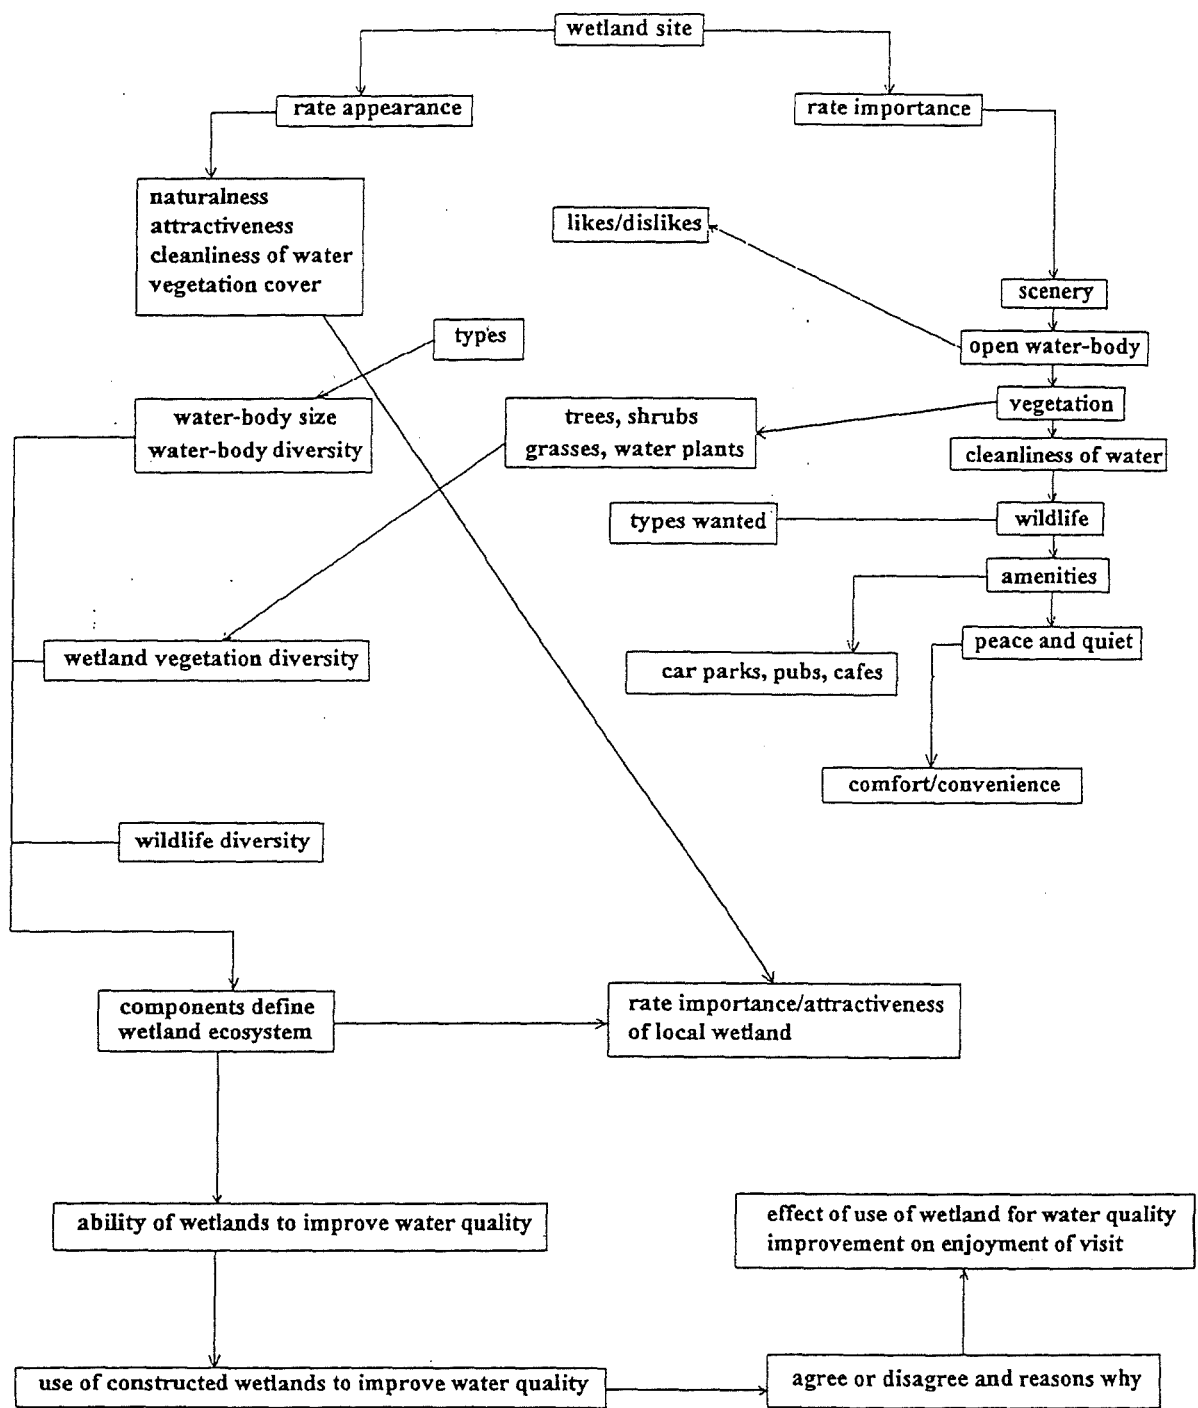 wetland site
rate appearance
rate importance
naturalness
attractiveness
cleanliness of water
vegetation cover
likes/dislikes
scenery
types
open water-body
water-body size
water-body diversity
trees, shrubs
grasses, water plants
vegetation
cleanliness of water
types wanted
wildlife
amenities
wetland vegetation diversity
car parks, pubs, cafes
peace and quiet
comfort/convenience
wildlife diversity
components define
wetland ecosystem
rate importance/attractiveness
of local wetland
ability of wetlands to improve water quality
effect of use of wetland for water quality
improvement on enjoyment of visit
use of constructed wetlands to improve water quality
agree or disagree and reasons why